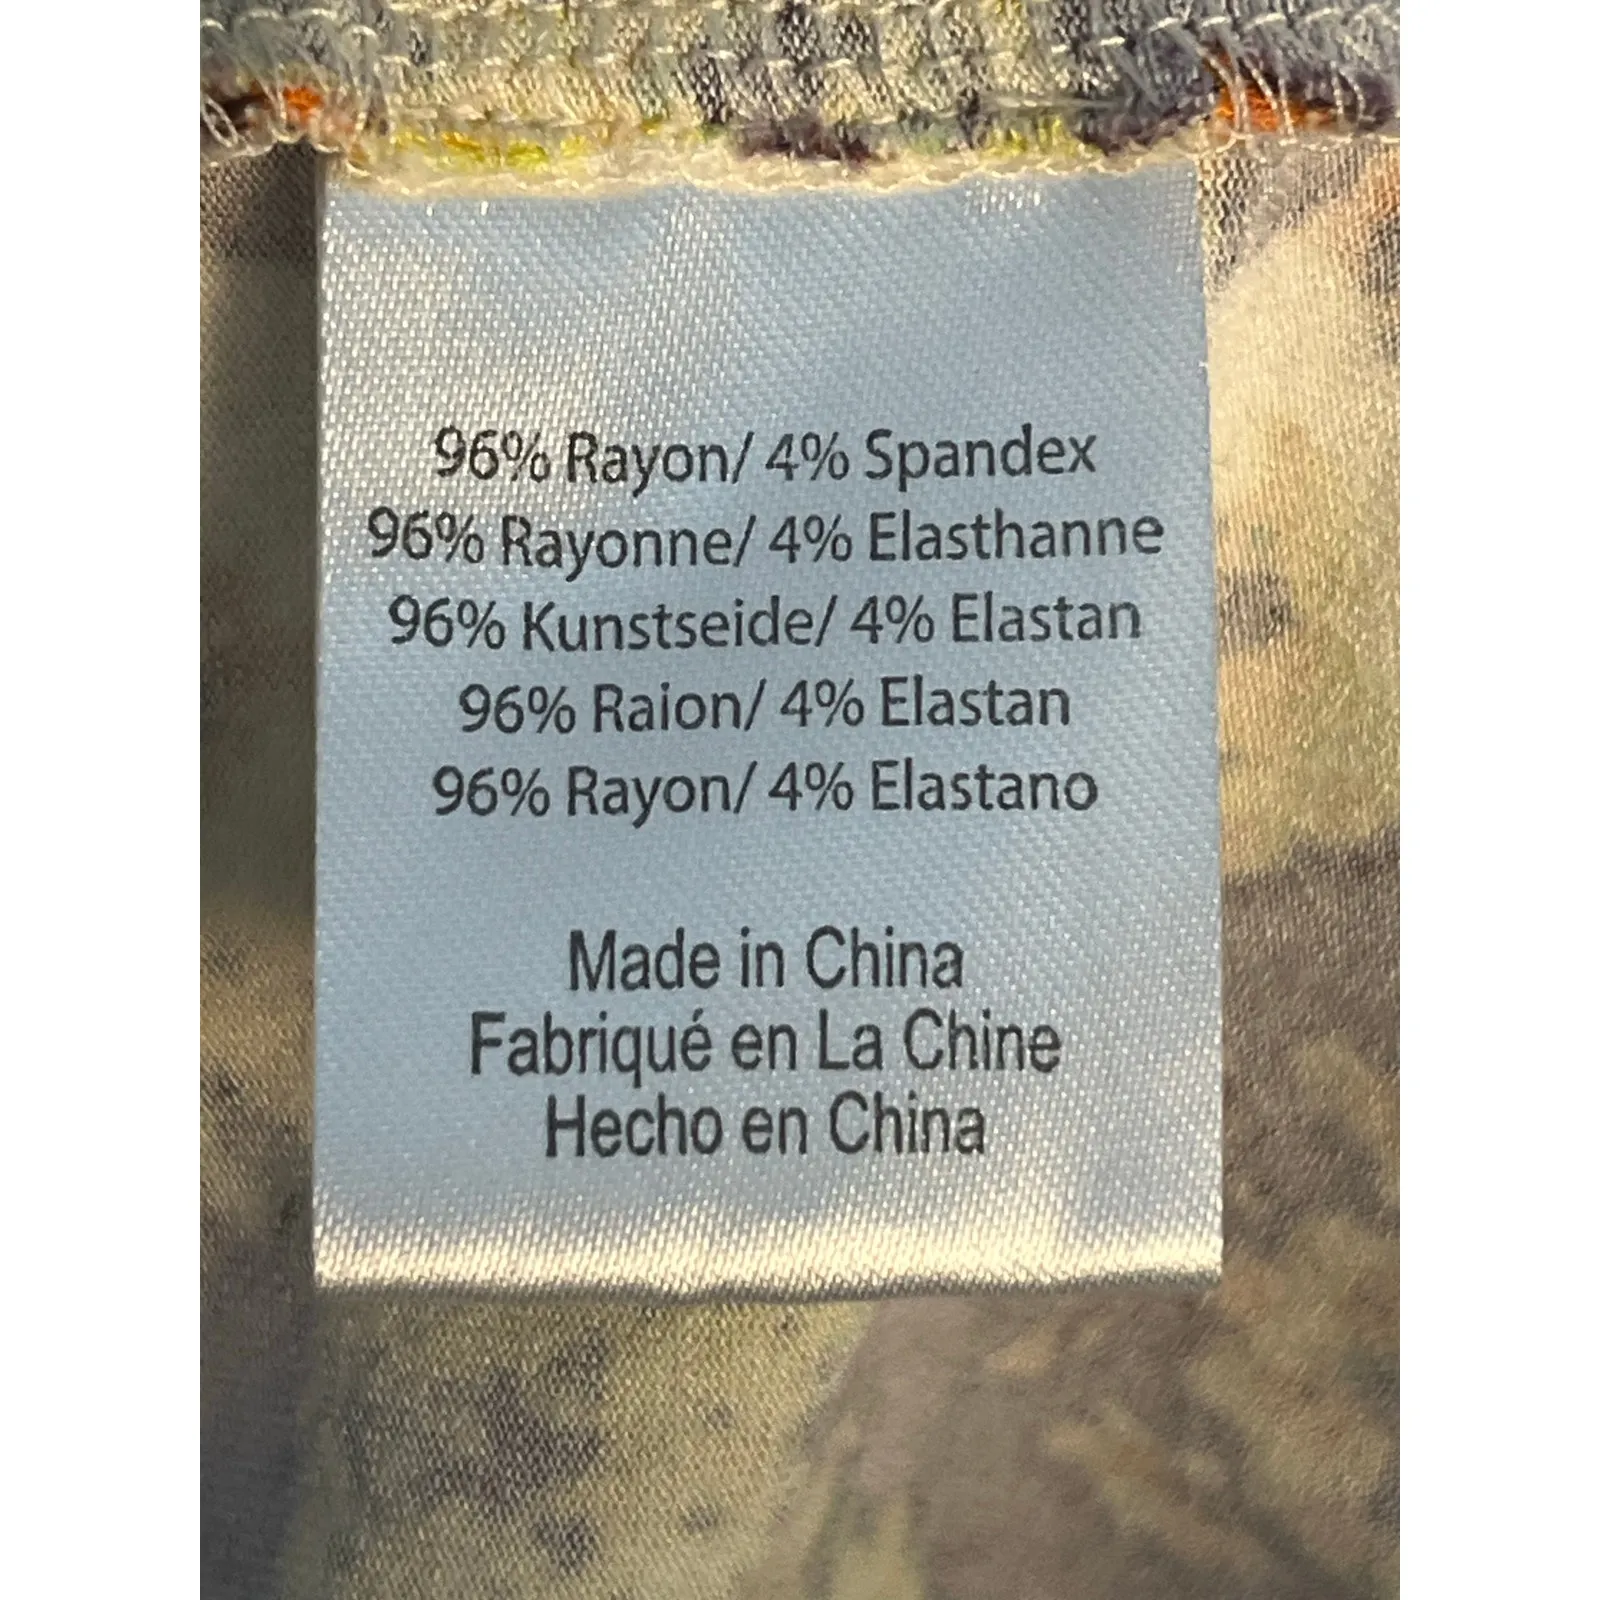 96% Rayon/ 4% Spandex
96% Rayonne/ 4% Elasthanne
96% Kunstseide/ 4% Elastan
96% Raion/ 4% Elastan
96% Rayon/ 4% Elastano
Made in China
Fabriqué en La Chine
Hecho en China